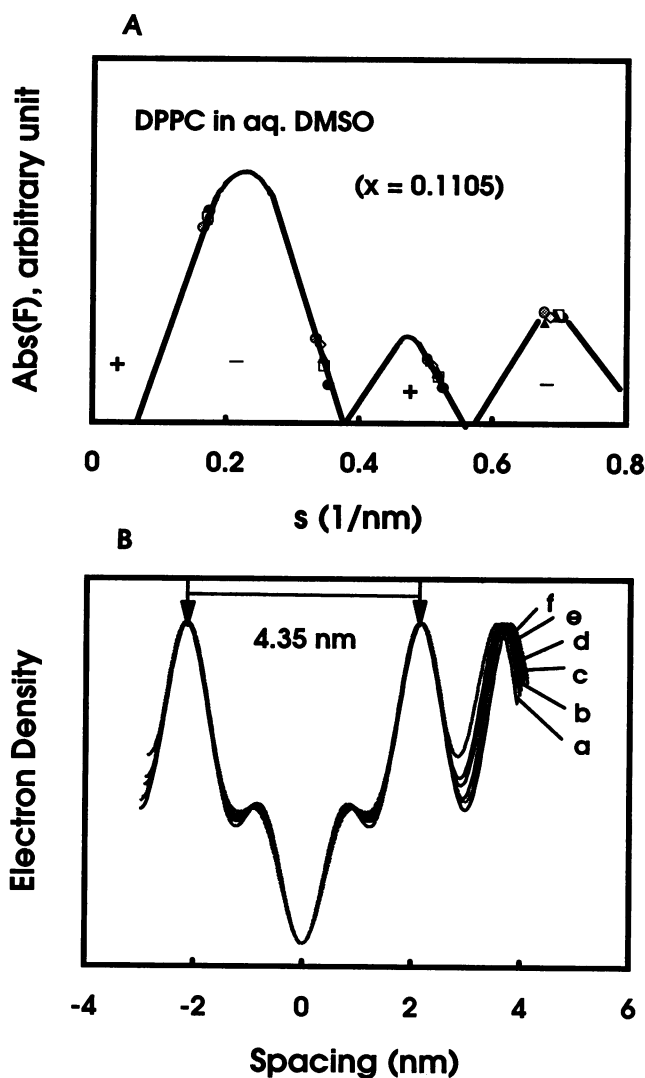 A
Abs(F), arbitrary unit
DPPC in aq. DMSO
(x = 0.1105)
+
−
+
−
0 0.2 0.4 0.6 0.8
s (1/nm)
B
Electron Density
4.35 nm
f
e
d
c
b
a
-4 -2 0 2 4 6
Spacing (nm)